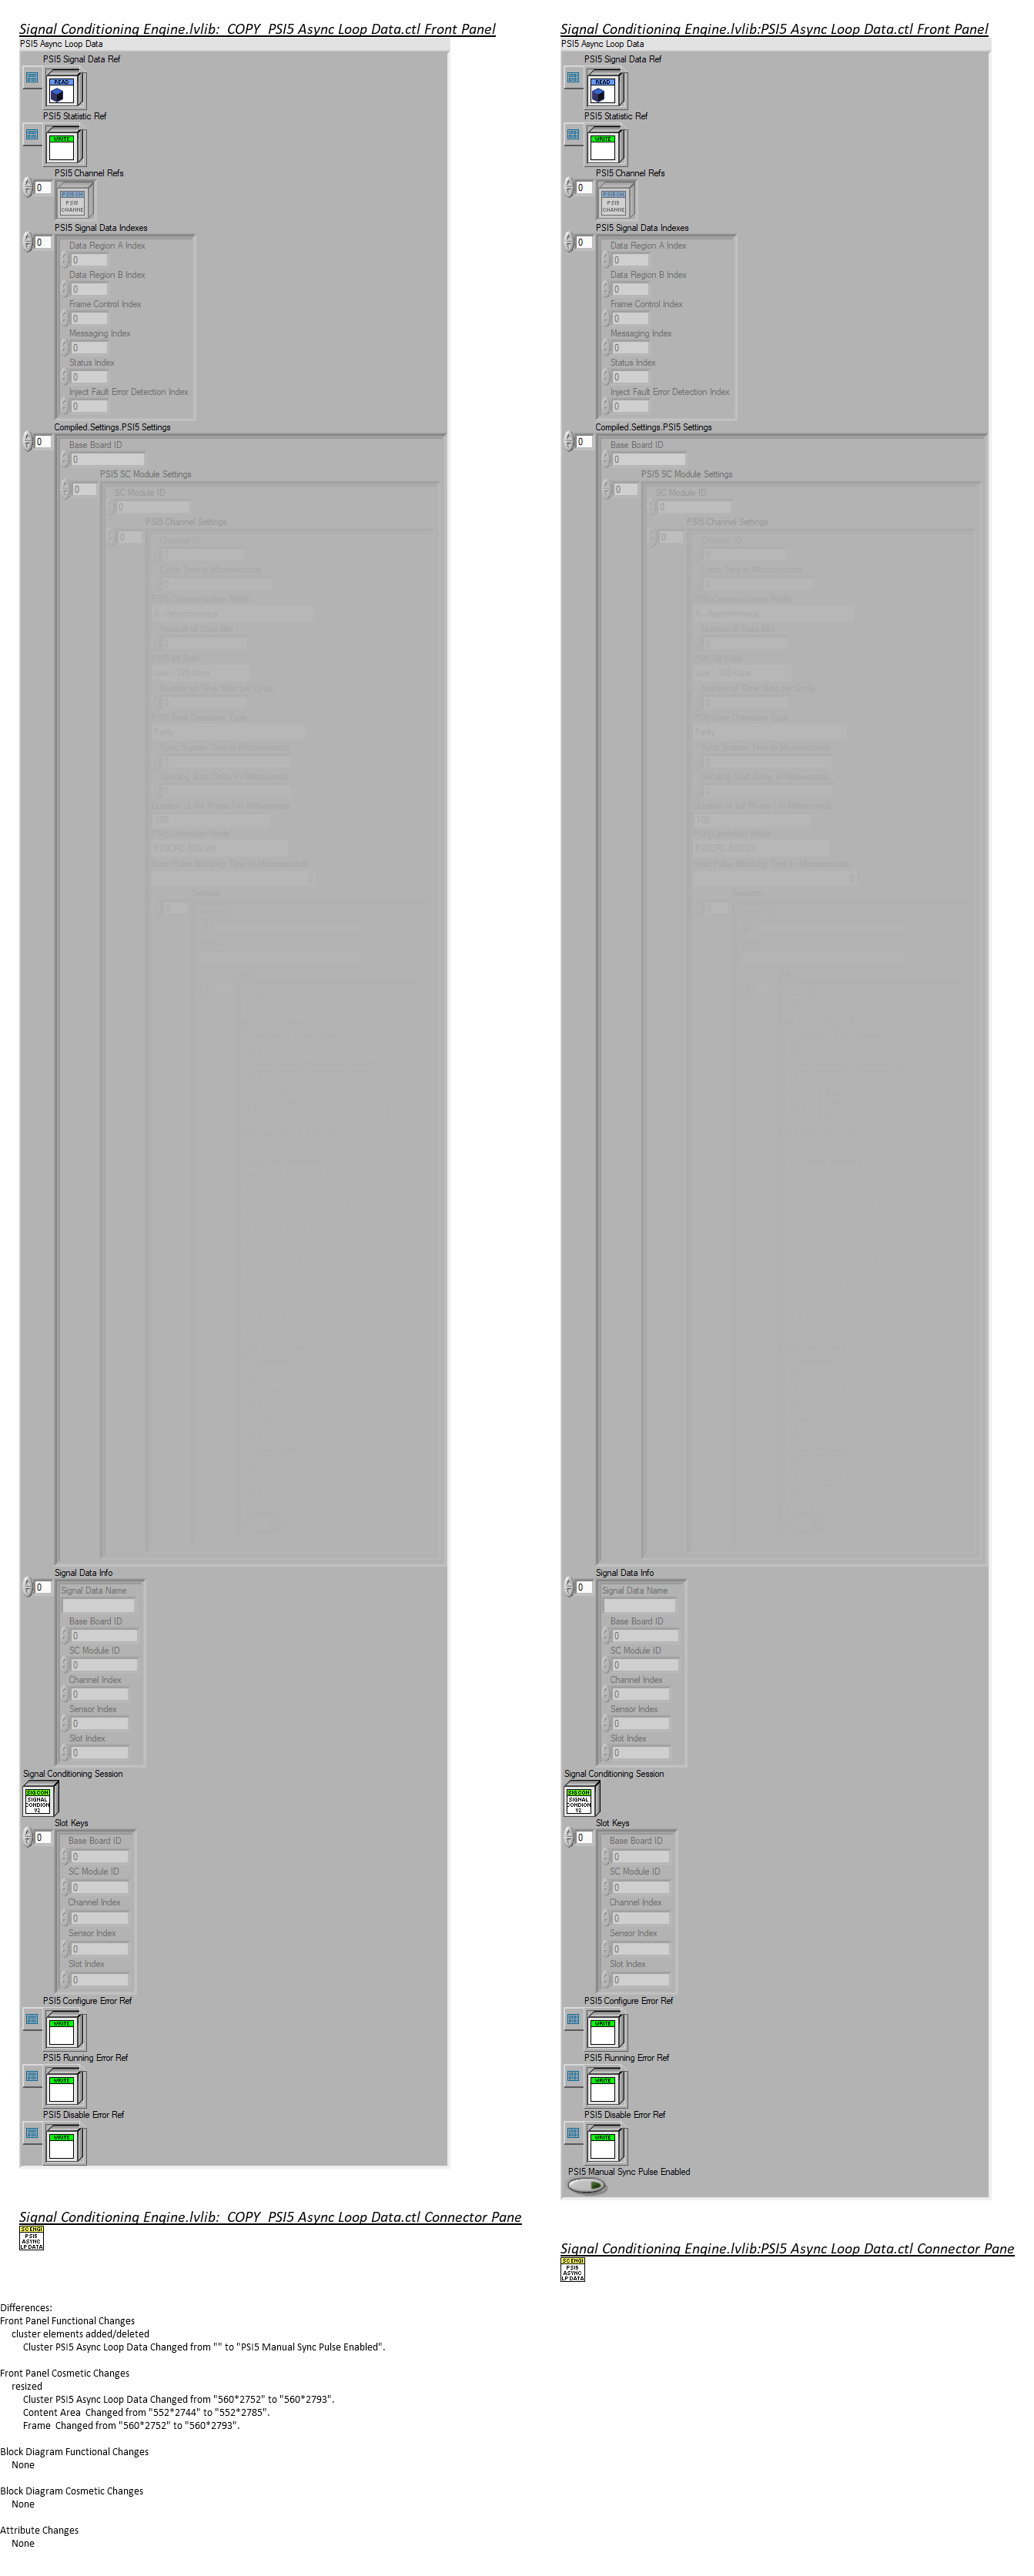 Signal Conditioning Engine.lvlib:_COPY_PSI5 Async Loop Data.ctl Front Panel
PSI5 Async Loop Data
PSI5 Signal Data Ref
READ
PSI5 Statistic Ref
WRITE
PSI5 Channel Refs
0
PSI5 CH
PSI5
CHANNE
PSI5 Signal Data Indexes
0
Data Region A Index
0
Data Region B Index
0
Frame Control Index
0
Messaging Index
0
Status Index
0
Inject Fault Error Detection Index
0
Compiled.Settings.PSI5 Settings
0
Base Board ID
0
PSI5 SC Module Settings
0
SC Module ID
0
PSI5 Channel Settings
0
Channel ID
0
Cycle Time in Microseconds
0
PSI5 Communication Mode
A - Asynchronous
Number of Data Bits
0
PSI5 Bit Rate
Low - 125 kbps
Number of Time Slots per Cycle
0
PSI5 Error Detection Type
Parity
Sync Sustain Time in Microseconds
0
Sending Start Delay in Milliseconds
0
Duration of Init Phase I in Milliseconds
100
PSI5 Operation Mode
P20CRC-500/2H
Sync Pulse Blocking Time in Microseconds
0
Sensors
0
Signal Data Info
0
Signal Data Name
Base Board ID
0
SC Module ID
0
Channel Index
0
Sensor Index
0
Slot Index
0
Signal Conditioning Session
SIG CON
SIGNAL
CONDION
V2
Slot Keys
0
Base Board ID
0
SC Module ID
0
Channel Index
0
Sensor Index
0
Slot Index
0
PSI5 Configure Error Ref
WRITE
PSI5 Running Error Ref
WRITE
PSI5 Disable Error Ref
WRITE
Signal Conditioning Engine.lvlib:_COPY_PSI5 Async Loop Data.ctl Connector Pane
SC ENGI
PSI5
ASYNC
LP DATA
Signal Conditioning Engine.lvlib:PSI5 Async Loop Data.ctl Front Panel
PSI5 Async Loop Data
PSI5 Signal Data Ref
READ
PSI5 Statistic Ref
WRITE
PSI5 Channel Refs
0
PSI5 CH
PSI5
CHANNE
PSI5 Signal Data Indexes
0
Data Region A Index
0
Data Region B Index
0
Frame Control Index
0
Messaging Index
0
Status Index
0
Inject Fault Error Detection Index
0
Compiled.Settings.PSI5 Settings
0
Base Board ID
0
PSI5 SC Module Settings
0
SC Module ID
0
PSI5 Channel Settings
0
Channel ID
0
Cycle Time in Microseconds
0
PSI5 Communication Mode
A - Asynchronous
Number of Data Bits
0
PSI5 Bit Rate
Low - 125 kbps
Number of Time Slots per Cycle
0
PSI5 Error Detection Type
Parity
Sync Sustain Time in Microseconds
0
Sending Start Delay in Milliseconds
0
Duration of Init Phase I in Milliseconds
100
PSI5 Operation Mode
P20CRC-500/2H
Sync Pulse Blocking Time in Microseconds
0
Sensors
0
Signal Data Info
0
Signal Data Name
Base Board ID
0
SC Module ID
0
Channel Index
0
Sensor Index
0
Slot Index
0
Signal Conditioning Session
SIG CON
SIGNAL
CONDION
V2
Slot Keys
0
Base Board ID
0
SC Module ID
0
Channel Index
0
Sensor Index
0
Slot Index
0
PSI5 Configure Error Ref
WRITE
PSI5 Running Error Ref
WRITE
PSI5 Disable Error Ref
WRITE
PSI5 Manual Sync Pulse Enabled
Signal Conditioning Engine.lvlib:PSI5 Async Loop Data.ctl Connector Pane
SC ENGI
PSI5
ASYNC
LP DATA
Differences:
Front Panel Functional Changes
cluster elements added/deleted
Cluster PSI5 Async Loop Data Changed from "" to "PSI5 Manual Sync Pulse Enabled".
Front Panel Cosmetic Changes
resized
Cluster PSI5 Async Loop Data Changed from "560*2752" to "560*2793".
Content Area  Changed from "552*2744" to "552*2785".
Frame  Changed from "560*2752" to "560*2793".
Block Diagram Functional Changes
None
Block Diagram Cosmetic Changes
None
Attribute Changes
None